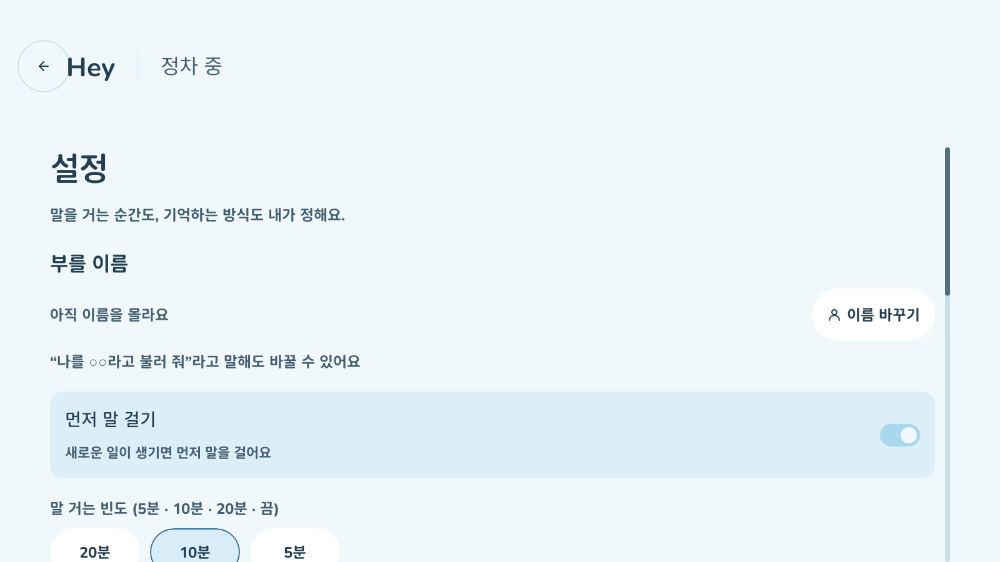 Hey
정차 중
설정
말을 거는 순간도, 기억하는 방식도 내가 정해요.
부를 이름
아직 이름을 몰라요
이름 바꾸기
“나를 ○○라고 불러 줘”라고 말해도 바꿀 수 있어요
먼저 말 걸기
새로운 일이 생기면 먼저 말을 걸어요
말 거는 빈도 (5분 · 10분 · 20분 · 끔)
20분
10분
5분